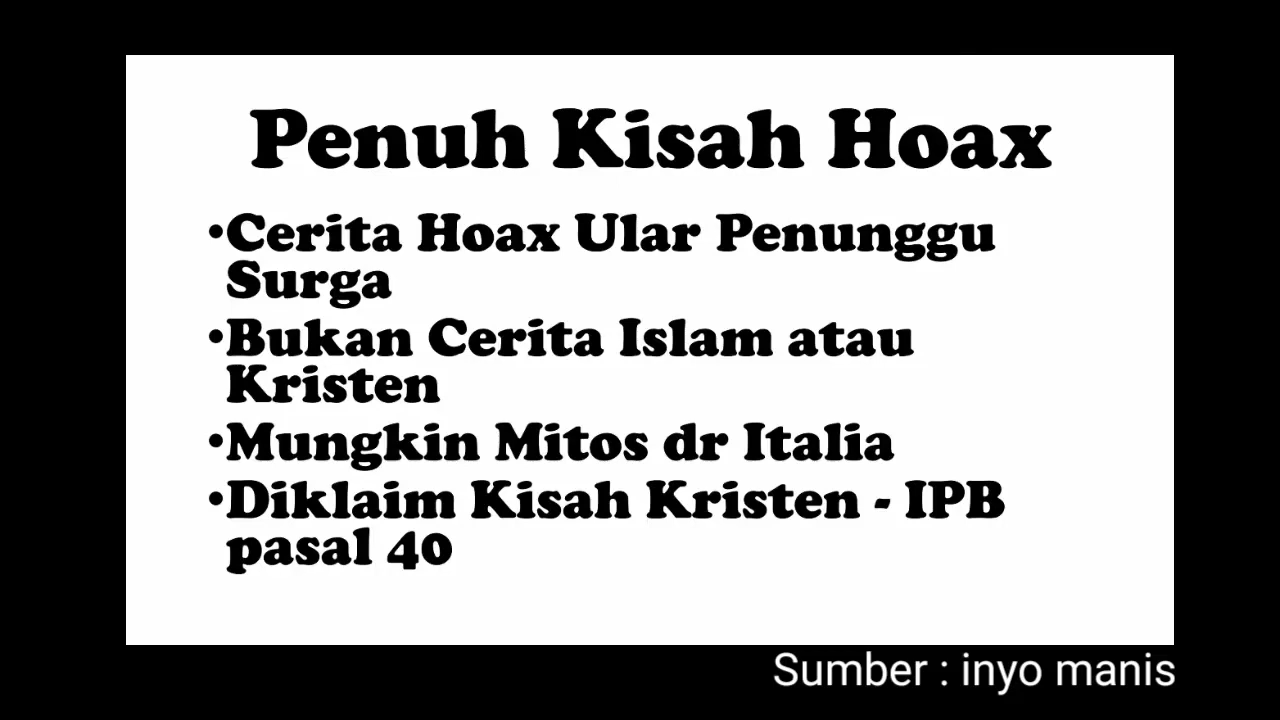 Penuh Kisah Hoax
•Cerita Hoax Ular Penunggu
Surga
•Bukan Cerita Islam atau
Kristen
•Mungkin Mitos dr Italia
•Diklaim Kisah Kristen - IPB
pasal 40
Sumber : inyo manis